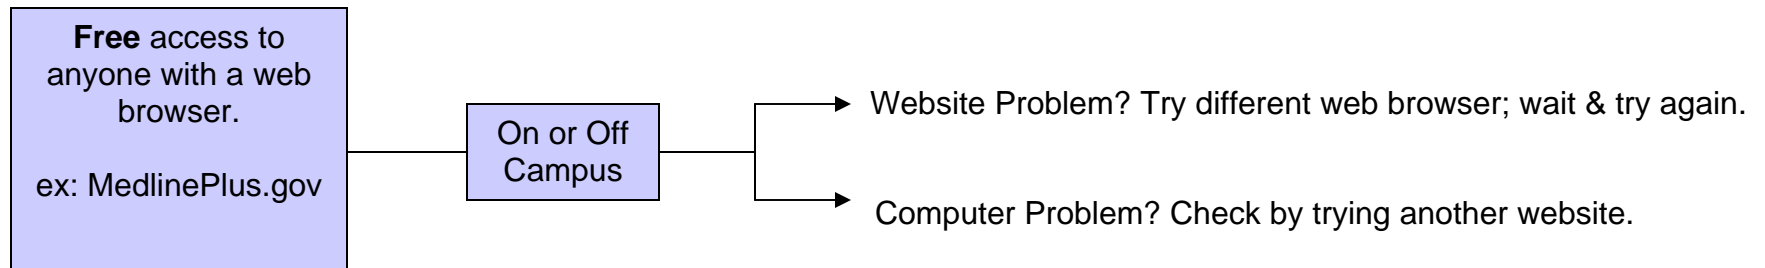 Free access to
anyone with a web
browser.
ex: MedlinePlus.gov
On or Off
Campus
Website Problem? Try different web browser; wait & try again.
Computer Problem? Check by trying another website.